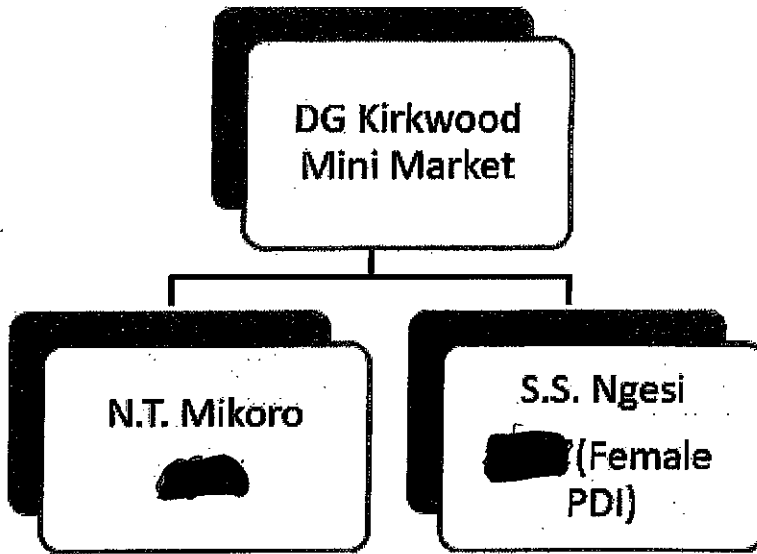 DG Kirkwood
Mini Market
N.T. Mikoro
S.S. Ngesi
(Female
PDI)